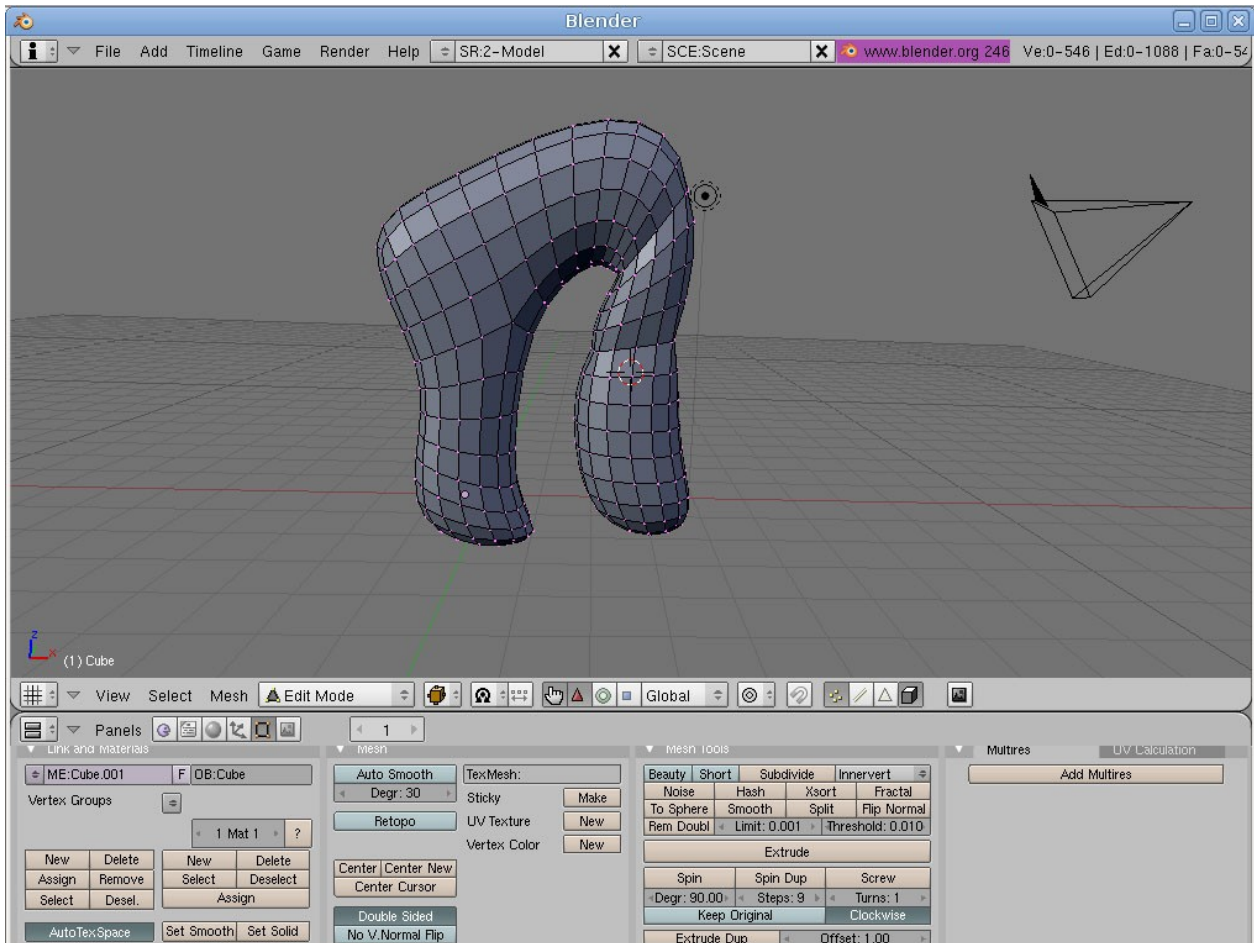 Blender
File Add Timeline Game Render Help SR:2-Model SCE:Scene www.blender.org 246 Ve:0-546 | Ed:0-1088 | Fa:0-54
z
x
(1) Cube
View Select Mesh Edit Mode Global
Panels 1
Link and Materials Mesh Mesh Tools Multires UV Calculation
ME:Cube.001 F OB:Cube
Vertex Groups
1 Mat 1 ?
New Delete New Delete
Assign Remove Select Deselect
Select Desel. Assign
AutoTexSpace Set Smooth Set Solid
Auto Smooth TexMesh:
Degr: 30 Sticky Make
Retopo UV Texture New
Vertex Color New
Center Center New
Center Cursor
Double Sided
No V.Normal Flip
Beauty Short Subdivide Innervert
Noise Hash Xsort Fractal
To Sphere Smooth Split Flip Normal
Rem Doubl Limit: 0.001 Threshold: 0.010
Extrude
Spin Spin Dup Screw
Degr: 90.00 Steps: 9 Turns: 1
Keep Original Clockwise
Extrude Dup Offset: 1.00
Add Multires